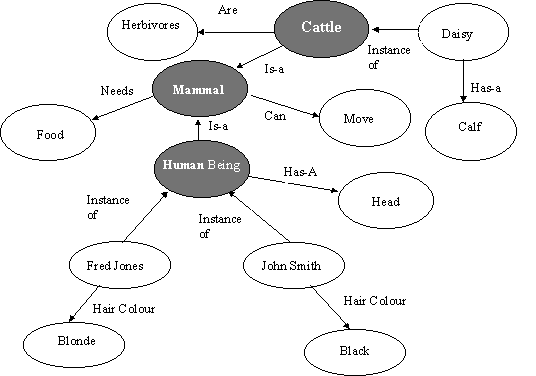 Are
Herbivores
Cattle
Instance
of
Daisy
Is-a
Needs
Mammal
Has-a
Can
Food
Is-a
Move
Calf
Human Being
Has-A
Instance
of
Instance
of
Head
Fred Jones
John Smith
Hair Colour
Hair Colour
Blonde
Black